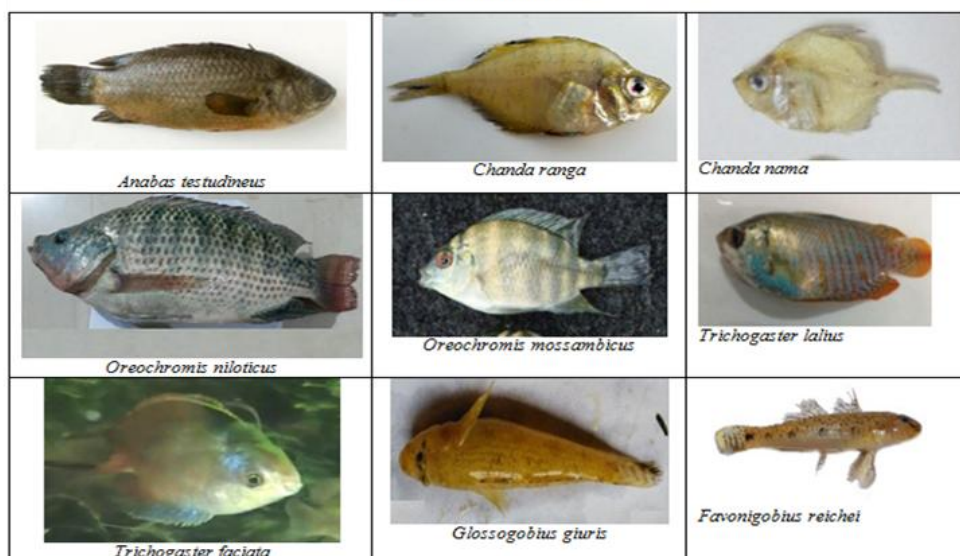 Anabas testudineus
Chanda ranga
Chanda nama
Oreochromis niloticus
Oreochromis mossambicus
Trichogaster lalius
Trichogaster faciata
Glossogobius giuris
Favonigobius reichei